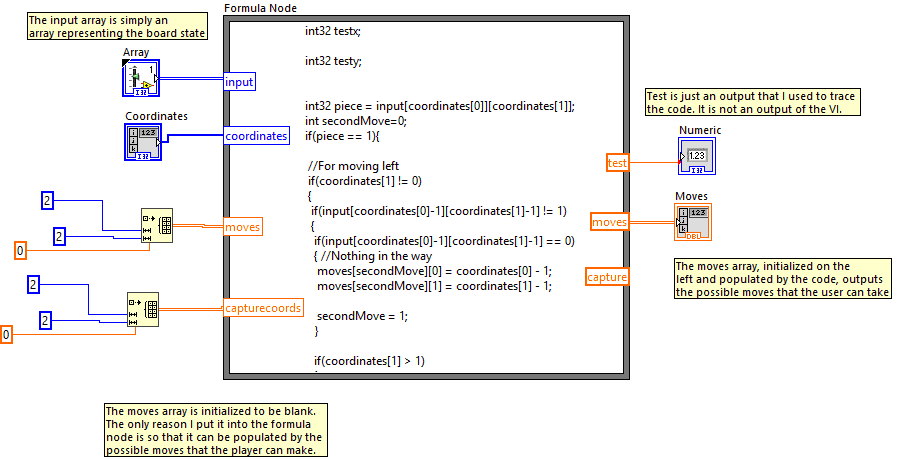 Formula Node
The input array is simply an
array representing the board state
Array
1
I32
input
Coordinates
123
coordinates
2
2
0
moves
2
2
0
capturecoords
int32 testx;
int32 testy;
int32 piece = input[coordinates[0]][coordinates[1]];
int secondMove=0;
if(piece == 1){
//For moving left
if(coordinates[1] != 0)
{
if(input[coordinates[0]-1][coordinates[1]-1] != 1)
{
if(input[coordinates[0]-1][coordinates[1]-1] == 0)
{ //Nothing in the way
moves[secondMove][0] = coordinates[0] - 1;
moves[secondMove][1] = coordinates[1] - 1;
secondMove = 1;
}
if(coordinates[1] > 1)
test
moves
capture
Test is just an output that I used to trace
the code. It is not an output of the VI.
Numeric
1.23
I32
Moves
123
DBL
The moves array, initialized on the
left and populated by the code, outputs
the possible moves that the user can take
The moves array is initialized to be blank.
The only reason I put it into the formula
node is so that it can be populated by the
possible moves that the player can make.